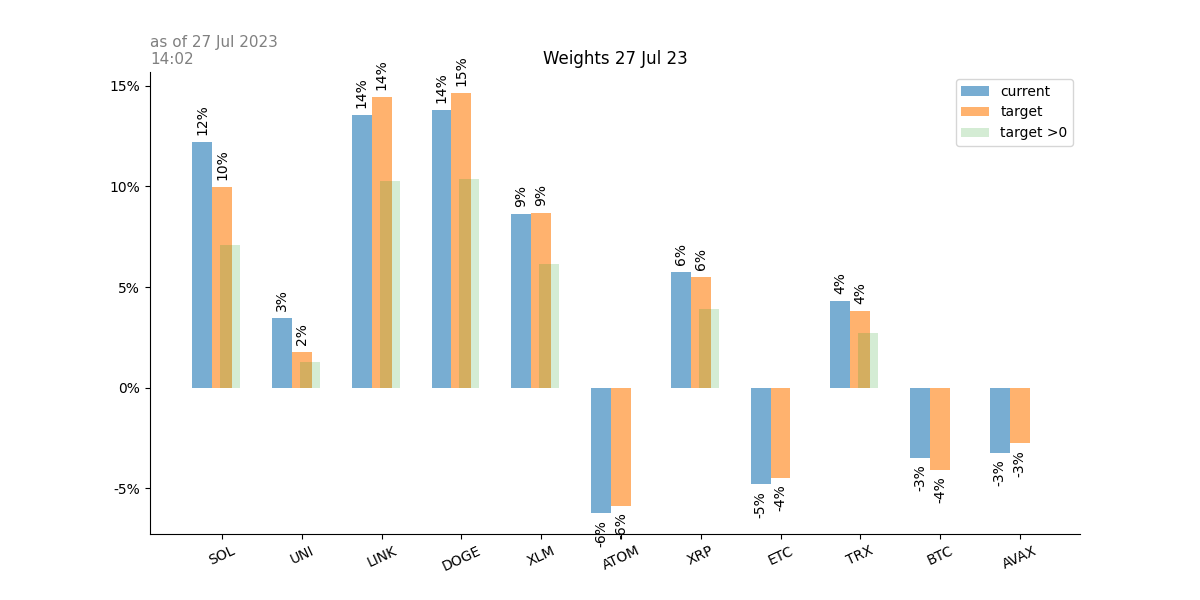 as of 27 Jul 2023
14:02
Weights 27 Jul 23
current
target
target >0
15%
10%
5%
0%
-5%
12%
10%
3%
2%
14%
14%
14%
15%
9%
9%
-6%
-6%
6%
6%
-5%
-4%
4%
4%
-3%
-4%
-3%
-3%
SOL
UNI
LINK
DOGE
XLM
ATOM
XRP
ETC
TRX
BTC
AVAX